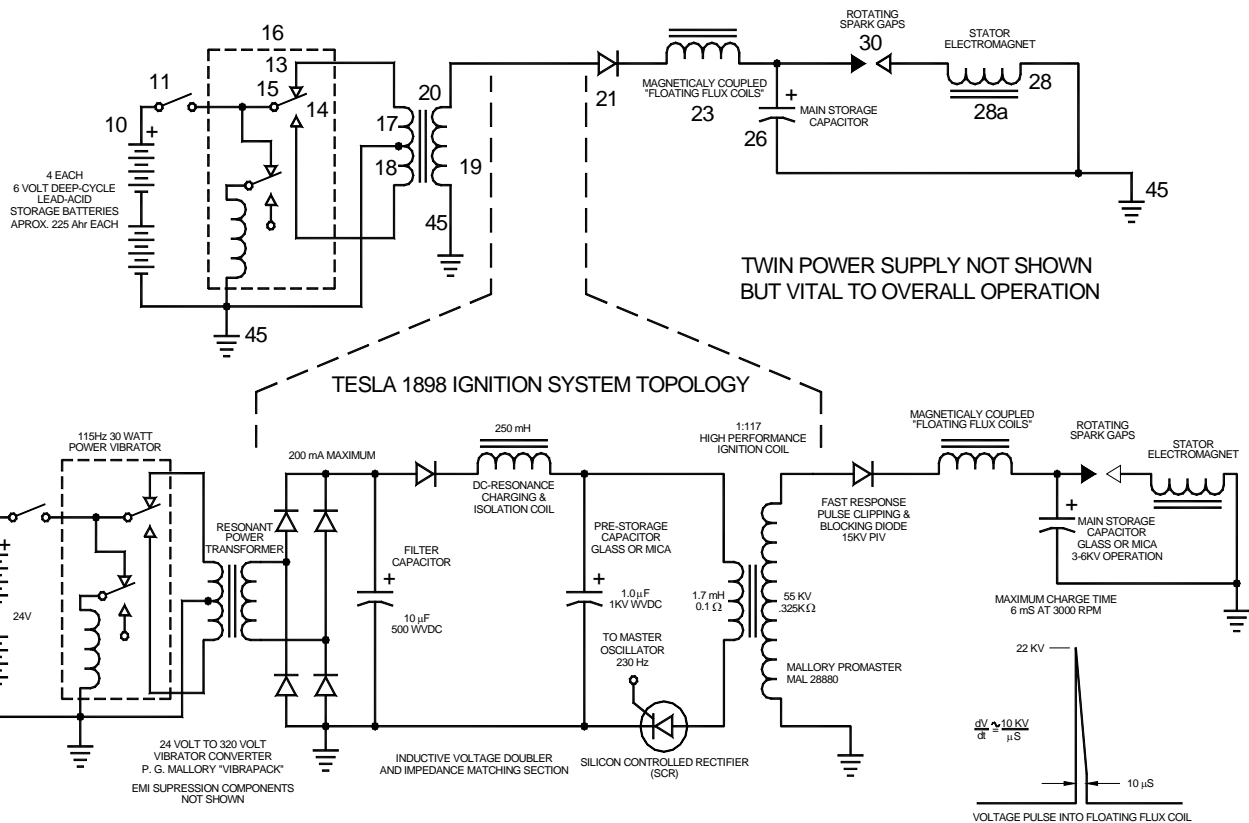 ROTATING
SPARK GAPS
30
STATOR
ELECTROMAGNET
16
13
11
15
14
10
+
20
17
18
19
21
MAGNETICALY COUPLED
"FLOATING FLUX COILS"
23
+
MAIN STORAGE
CAPACITOR
26
28
28a
4 EACH
6 VOLT DEEP-CYCLE
LEAD-ACID
STORAGE BATTERIES
APROX. 225 Ahr EACH
45
45
45
TWIN POWER SUPPLY NOT SHOWN
BUT VITAL TO OVERALL OPERATION
TESLA 1898 IGNITION SYSTEM TOPOLOGY
115Hz 30 WATT
POWER VIBRATOR
200 mA MAXIMUM
250 mH
DC-RESONANCE
CHARGING &
ISOLATION COIL
1:117
HIGH PERFORMANCE
IGNITION COIL
MAGNETICALY COUPLED
"FLOATING FLUX COILS"
ROTATING
SPARK GAPS
STATOR
ELECTROMAGNET
RESONANT
POWER
TRANSFORMER
FILTER
CAPACITOR
+
10 µF
500 WVDC
PRE-STORAGE
CAPACITOR
GLASS OR MICA
+
1.0µF
1KV WVDC
FAST RESPONSE
PULSE CLIPPING &
BLOCKING DIODE
15KV PIV
+
MAIN STORAGE
CAPACITOR
GLASS OR MICA
3-6KV OPERATION
+
24V
1.7 mH
0.1 Ω
55 KV
.325KΩ
MAXIMUM CHARGE TIME
6 mS AT 3000 RPM
TO MASTER
OSCILLATOR
230 Hz
MALLORY PROMASTER
MAL 28880
22 KV
dV/dt ≃ 10 KV/µS
10 µS
24 VOLT TO 320 VOLT
VIBRATOR CONVERTER
P. G. MALLORY "VIBRAPACK"
EMI SUPRESSION COMPONENTS
NOT SHOWN
INDUCTIVE VOLTAGE DOUBLER
AND IMPEDANCE MATCHING SECTION
SILICON CONTROLLED RECTIFIER
(SCR)
VOLTAGE PULSE INTO FLOATING FLUX COIL